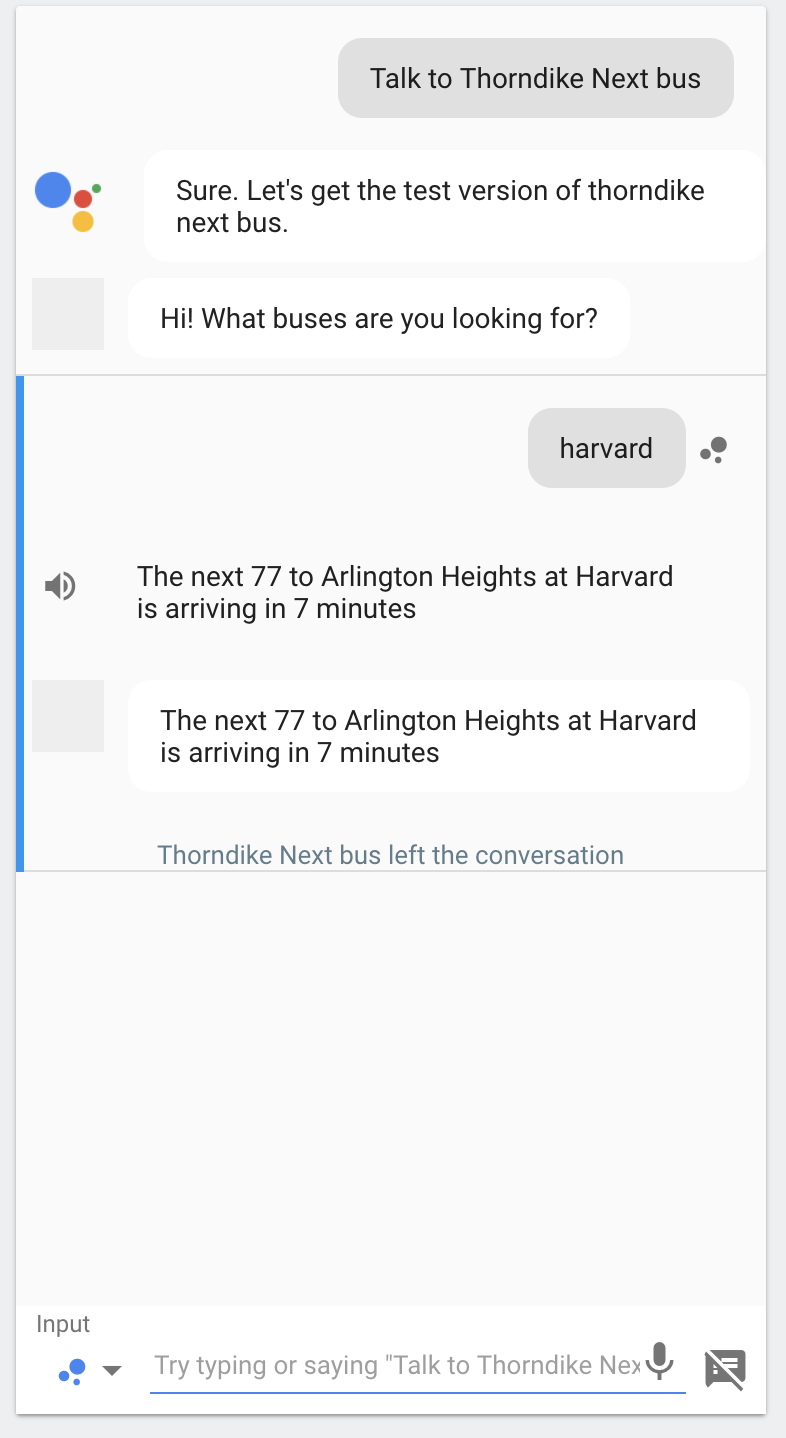 Talk to Thorndike Next bus
Sure. Let's get the test version of thorndike
next bus.
Hi! What buses are you looking for?
harvard
The next 77 to Arlington Heights at Harvard
is arriving in 7 minutes
The next 77 to Arlington Heights at Harvard
is arriving in 7 minutes
Thorndike Next bus left the conversation
Input
Try typing or saying "Talk to Thorndike Nex